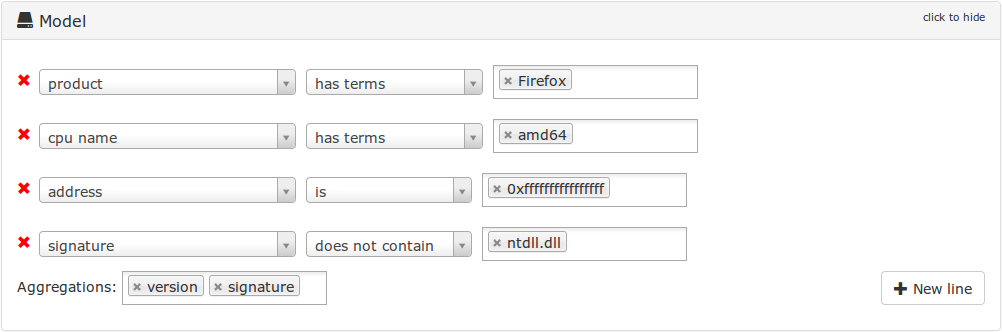 Model click to hide
product has terms Firefox
cpu name has terms amd64
address is 0xffffffffffffffff
signature does not contain ntdll.dll
Aggregations: version signature New line